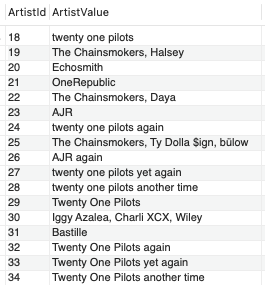 ArtistId ArtistValue
18 twenty one pilots
19 The Chainsmokers, Halsey
20 Echosmith
21 OneRepublic
22 The Chainsmokers, Daya
23 AJR
24 twenty one pilots again
25 The Chainsmokers, Ty Dolla $ign, bülow
26 AJR again
27 twenty one pilots yet again
28 twenty one pilots another time
29 Twenty One Pilots
30 Iggy Azalea, Charli XCX, Wiley
31 Bastille
32 Twenty One Pilots again
33 Twenty One Pilots yet again
34 Twenty One Pilots another time